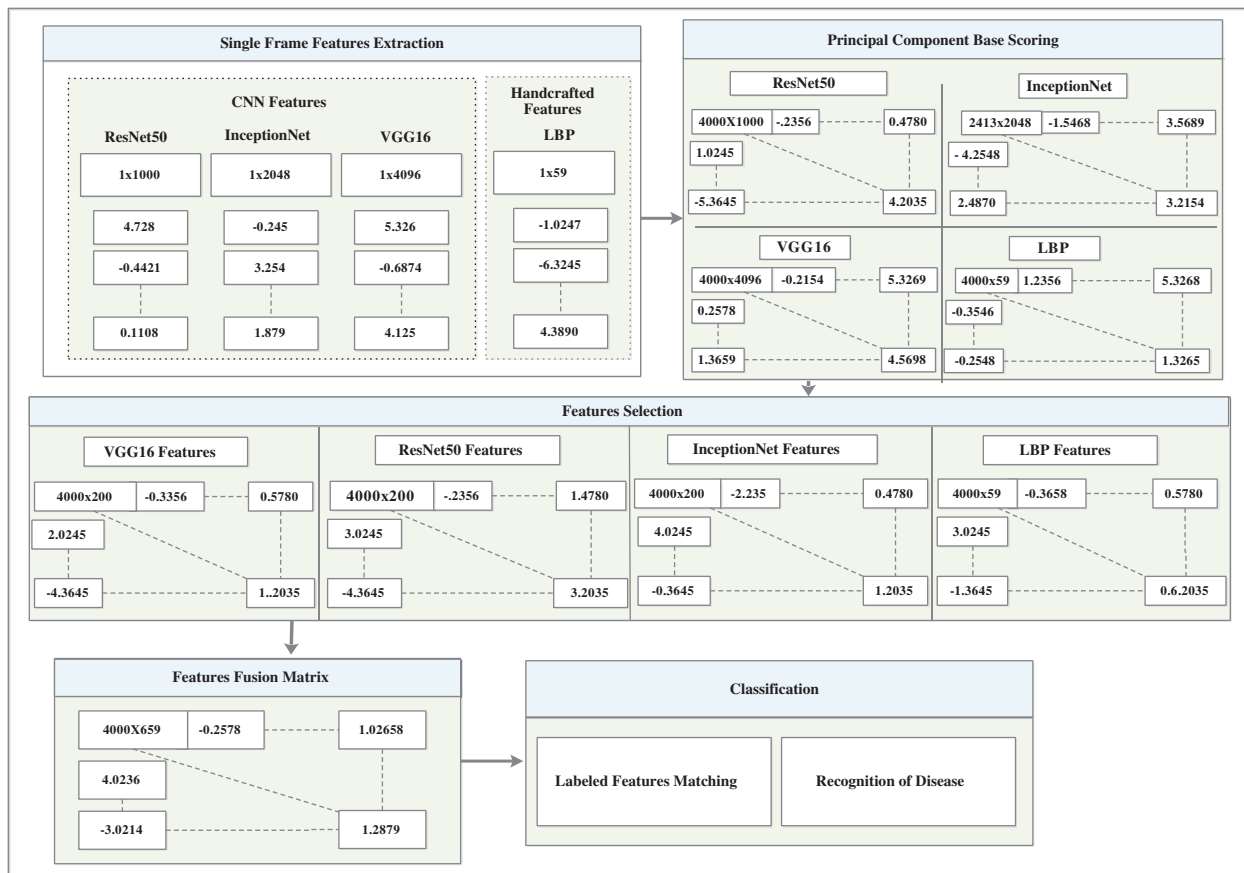 Single Frame Features Extraction
CNN Features
ResNet50 InceptionNet VGG16
1x1000 1x2048 1x4096
4.728 -0.245 5.326
-0.4421 3.254 -0.6874
0.1108 1.879 4.125
Handcrafted
Features
LBP
1x59
-1.0247
-6.3245
4.3890
Principal Component Base Scoring
ResNet50
4000X1000 -.2356 0.4780
1.0245
-5.3645 4.2035
InceptionNet
2413x2048 -1.5468 3.5689
- 4.2548
2.4870 3.2154
VGG16
4000x4096 -0.2154 5.3269
0.2578
1.3659 4.5698
LBP
4000x59 1.2356 5.3268
-0.3546
-0.2548 1.3265
Features Selection
VGG16 Features
4000x200 -0.3356 0.5780
2.0245
-4.3645 1..2035
ResNet50 Features
4000x200 -.2356 1.4780
3.0245
-4.3645 3.2035
InceptionNet Features
4000x200 -2.235 0.4780
4.0245
-0.3645 1.2035
LBP Features
4000x59 -0.3658 0.5780
3.0245
-1.3645 0.6.2035
Features Fusion Matrix
4000X659 -0.2578 1.02658
4.0236
-3.0214 1.2879
Classification
Labeled Features Matching
Recognition of Disease